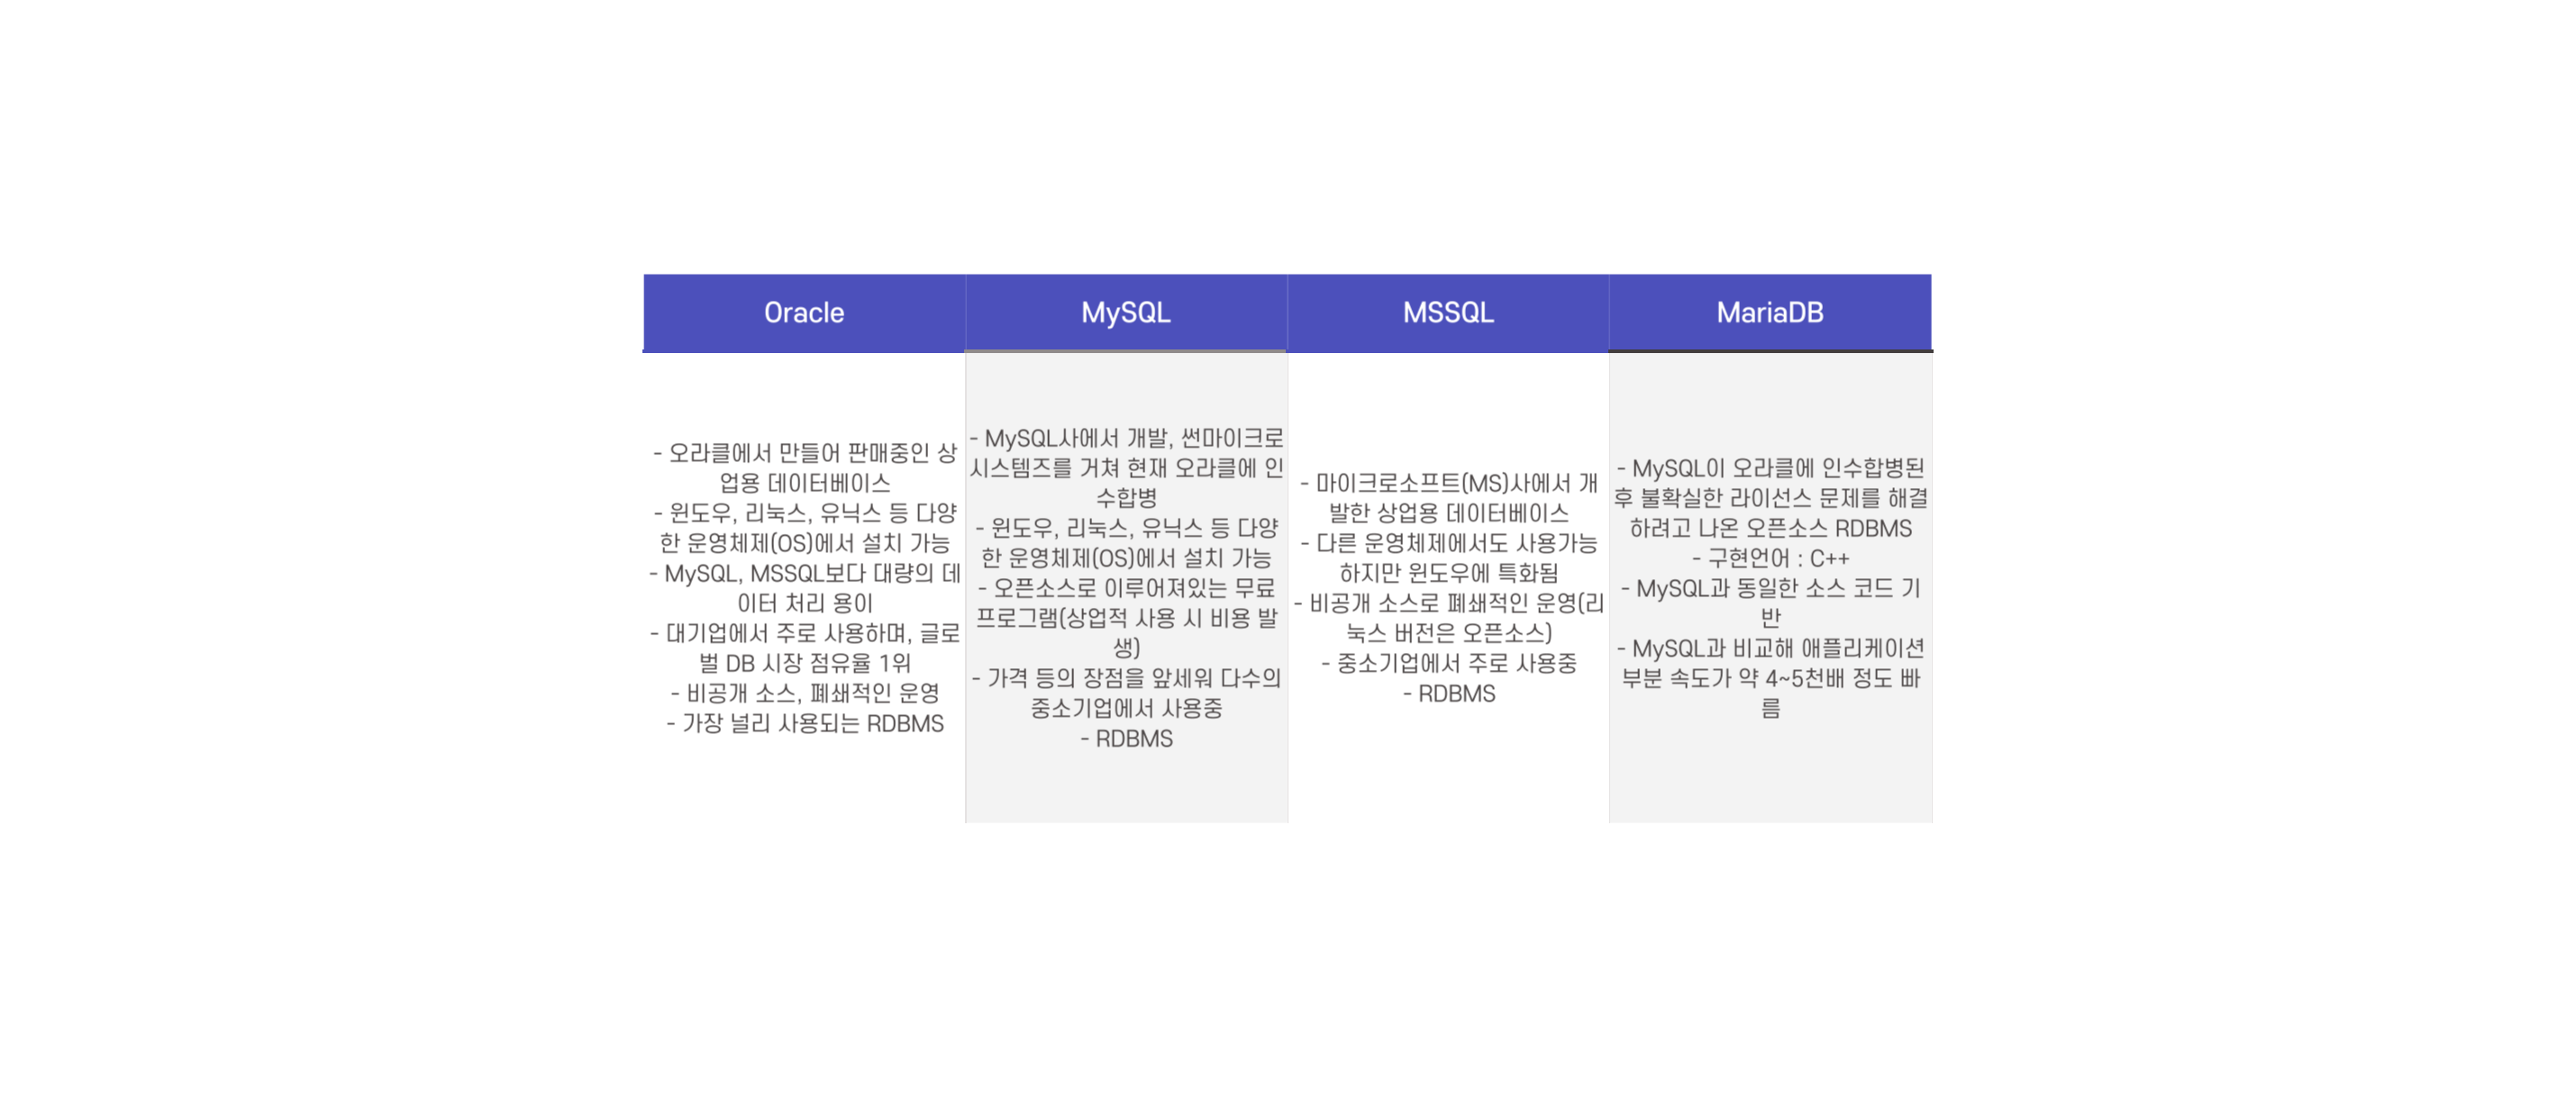 Oracle
MySQL
MSSQL
MariaDB
- 오라클에서 만들어 판매중인 상
업용 데이터베이스
- 윈도우, 리눅스, 유닉스 등 다양
한 운영체제(OS)에서 설치 가능
- MySQL, MSSQL보다 대량의 데
이터 처리 용이
- 대기업에서 주로 사용하며, 글로
벌 DB 시장 점유율 1위
- 비공개 소스, 폐쇄적인 운영
- 가장 널리 사용되는 RDBMS
- MySQL사에서 개발, 썬마이크로
시스템즈를 거쳐 현재 오라클에 인
수합병
- 윈도우, 리눅스, 유닉스 등 다양
한 운영체제(OS)에서 설치 가능
- 오픈소스로 이루어져있는 무료
프로그램(상업적 사용 시 비용 발
생)
- 가격 등의 장점을 앞세워 다수의
중소기업에서 사용중
- RDBMS
- 마이크로소프트(MS)사에서 개
발한 상업용 데이터베이스
- 다른 운영체제에서도 사용가능
하지만 윈도우에 특화됨
- 비공개 소스로 폐쇄적인 운영(리
눅스 버전은 오픈소스)
- 중소기업에서 주로 사용중
- RDBMS
- MySQL이 오라클에 인수합병된
후 불확실한 라이선스 문제를 해결
하려고 나온 오픈소스 RDBMS
- 구현언어 : C++
- MySQL과 동일한 소스 코드 기
반
- MySQL과 비교해 애플리케이션
부분 속도가 약 4~5천배 정도 빠
름